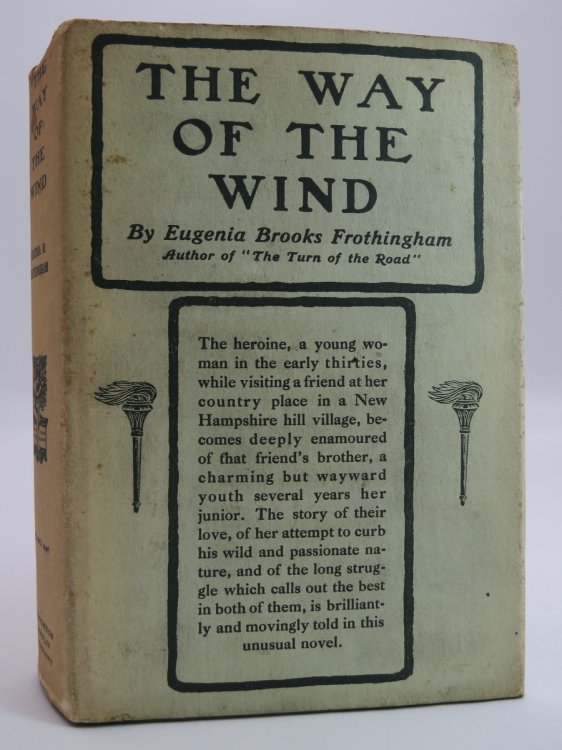 THE WAY
OF THE
WIND
By Eugenia Brooks Frothingham
Author of "The Turn of the Road"
The heroine, a young wo-
man in the early thirties,
while visiting a friend at her
country place in a New
Hampshire hill village, be-
comes deeply enamoured
of that friend's brother, a
charming but wayward
youth several years her
junior. The story of their
love, of her attempt to curb
his wild and passionate na-
ture, and of the long strug-
gle which calls out the best
in both of them, is brilliant-
ly and movingly told in this
unusual novel.
THE
WAY
OF
THE
WIND